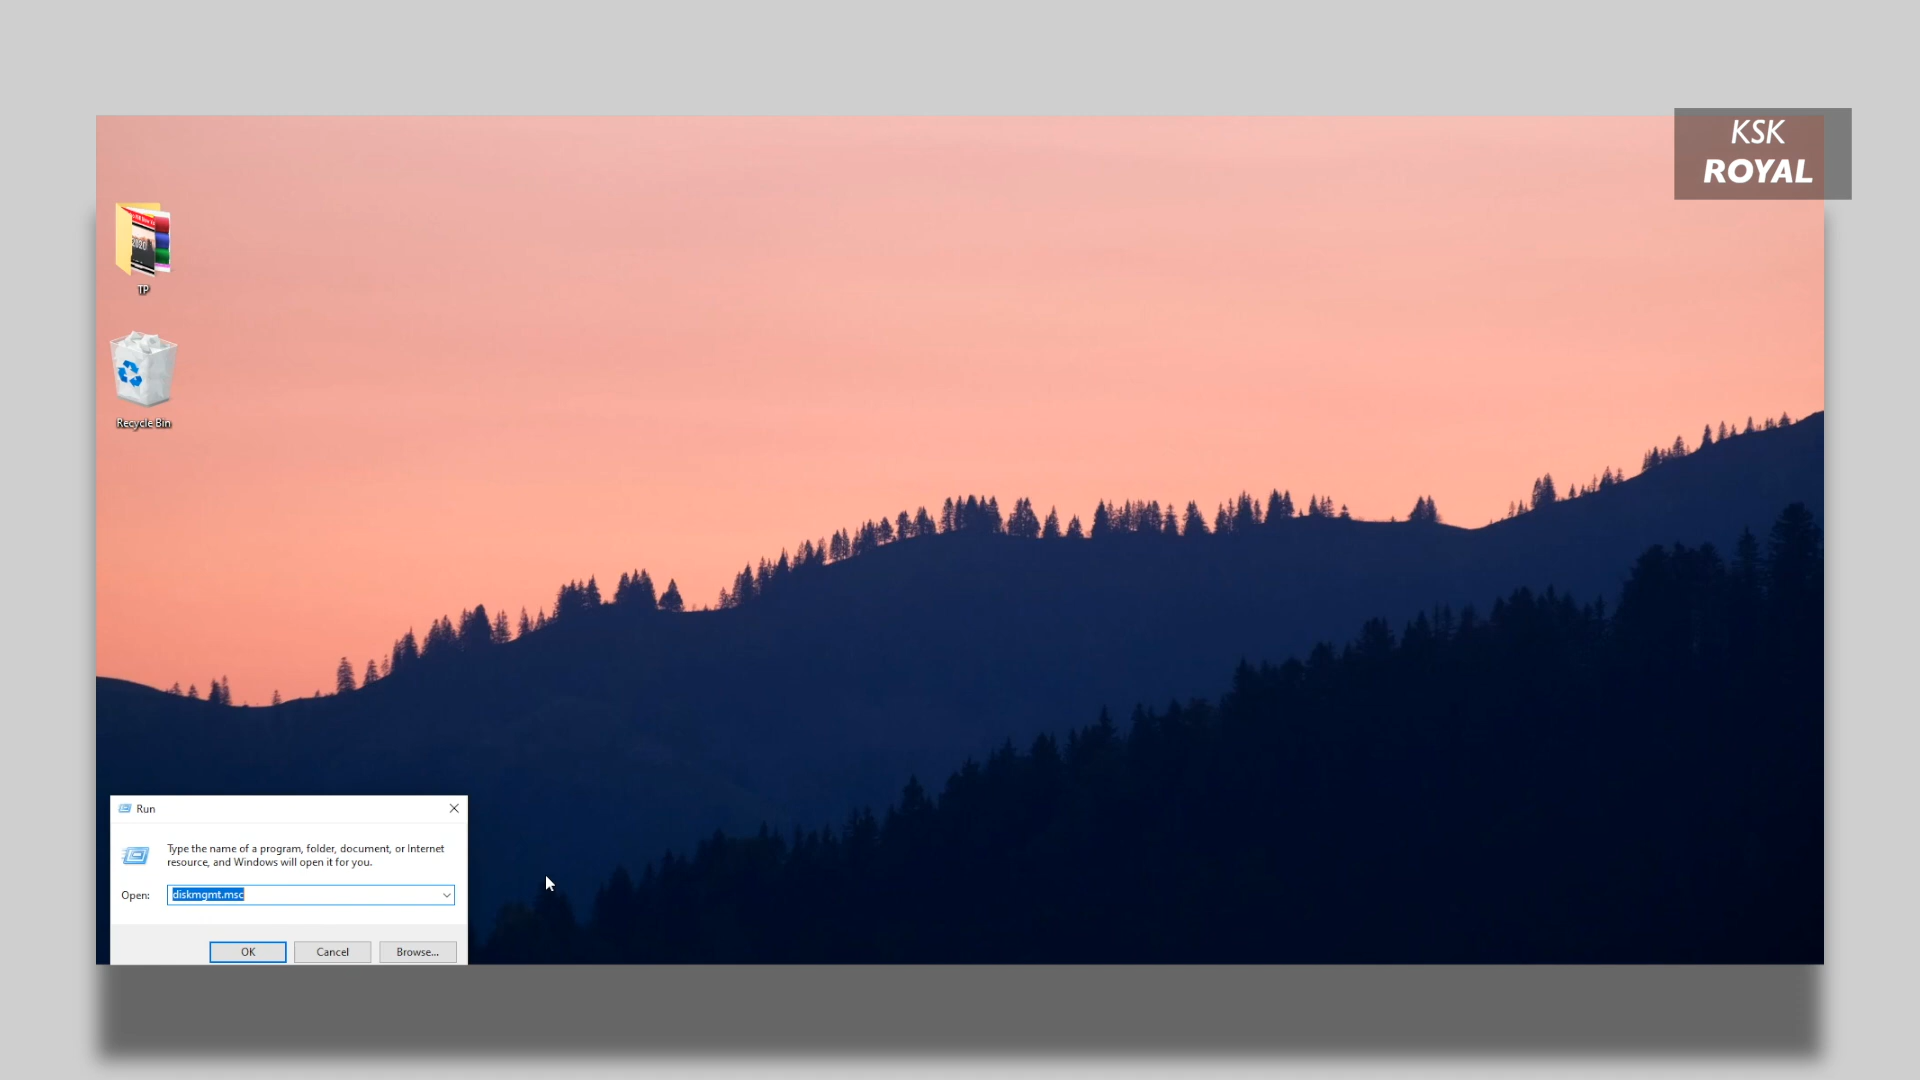 KSK
ROYAL
TP
Recycle Bin
Run
Type the name of a program, folder, document, or Internet
resource, and Windows will open it for you.
Open:
diskmgmt.msc
OK
Cancel
Browse...